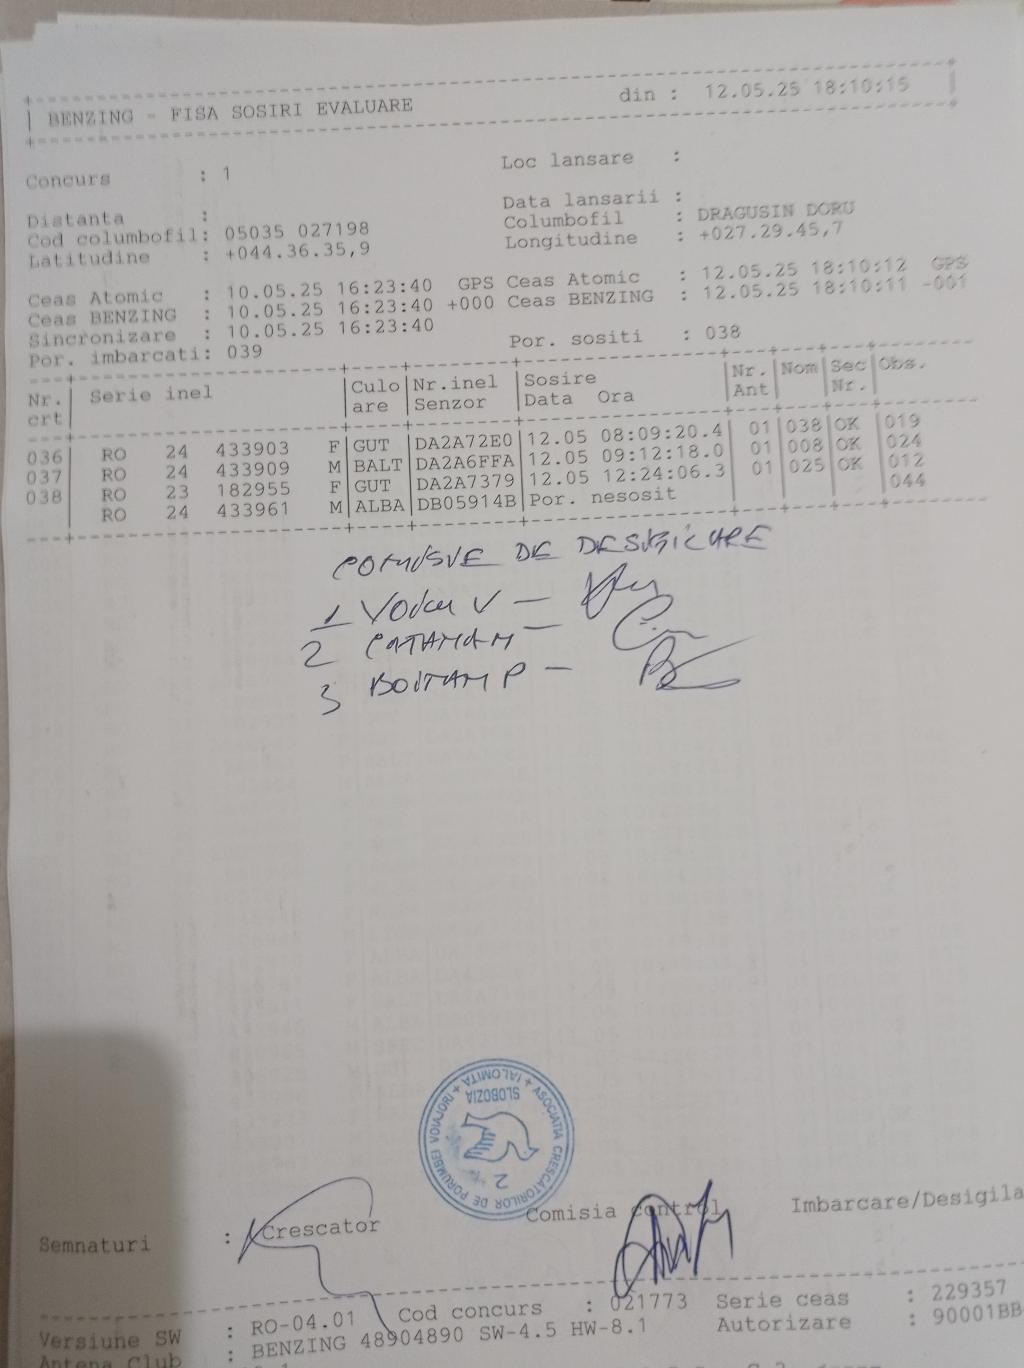 BENZING - FISA SOSIRI EVALUARE din : 12.05.25 18:10:15
Concurs : 1 Loc lansare :
Distanta : Data lansarii :
Cod columbofil: 05035 027198 Columbofil : DRAGUSIN DORU
Latitudine : +044.36.35,9 Longitudine : +027.29.45,7
Ceas Atomic : 10.05.25 16:23:40 GPS Ceas Atomic : 12.05.25 18:10:12 GPS
Ceas BENZING : 10.05.25 16:23:40 +000 Ceas BENZING : 12.05.25 18:10:11 -001
Sincronizare : 10.05.25 16:23:40
Por. imbarcati: 039 Por. sositi : 038
Nr. Serie inel Culo Nr.inel Sosire Nr. Nom Sec Obs.
crt are Senzor Data Ora Ant Nr.
036 RO 24 433903 F GUT DA2A72E0 12.05 08:09:20.4 01 038 OK 019
037 RO 24 433909 M BALT DA2A6FFA 12.05 09:12:18.0 01 008 OK 024
038 RO 23 182955 F GUT DA2A7379 12.05 12:24:06.3 01 025 OK 012
RO 24 433961 M ALBA DB05914B Por. nesosit 044
DE
1 V -
2 -
3 P -
ASOCIATIA CRESCATORILOR DE PORUMBEI VOIAJORI + IALOMITA +
SLOBOZIA
2
Semnaturi : Crescator Comisia control Imbarcare/Desigila
Versiune SW : RO-04.01 Cod concurs : 021773 Serie ceas : 229357
Antena Club : BENZING 48904890 SW-4.5 HW-8.1 Autorizare : 90001BB